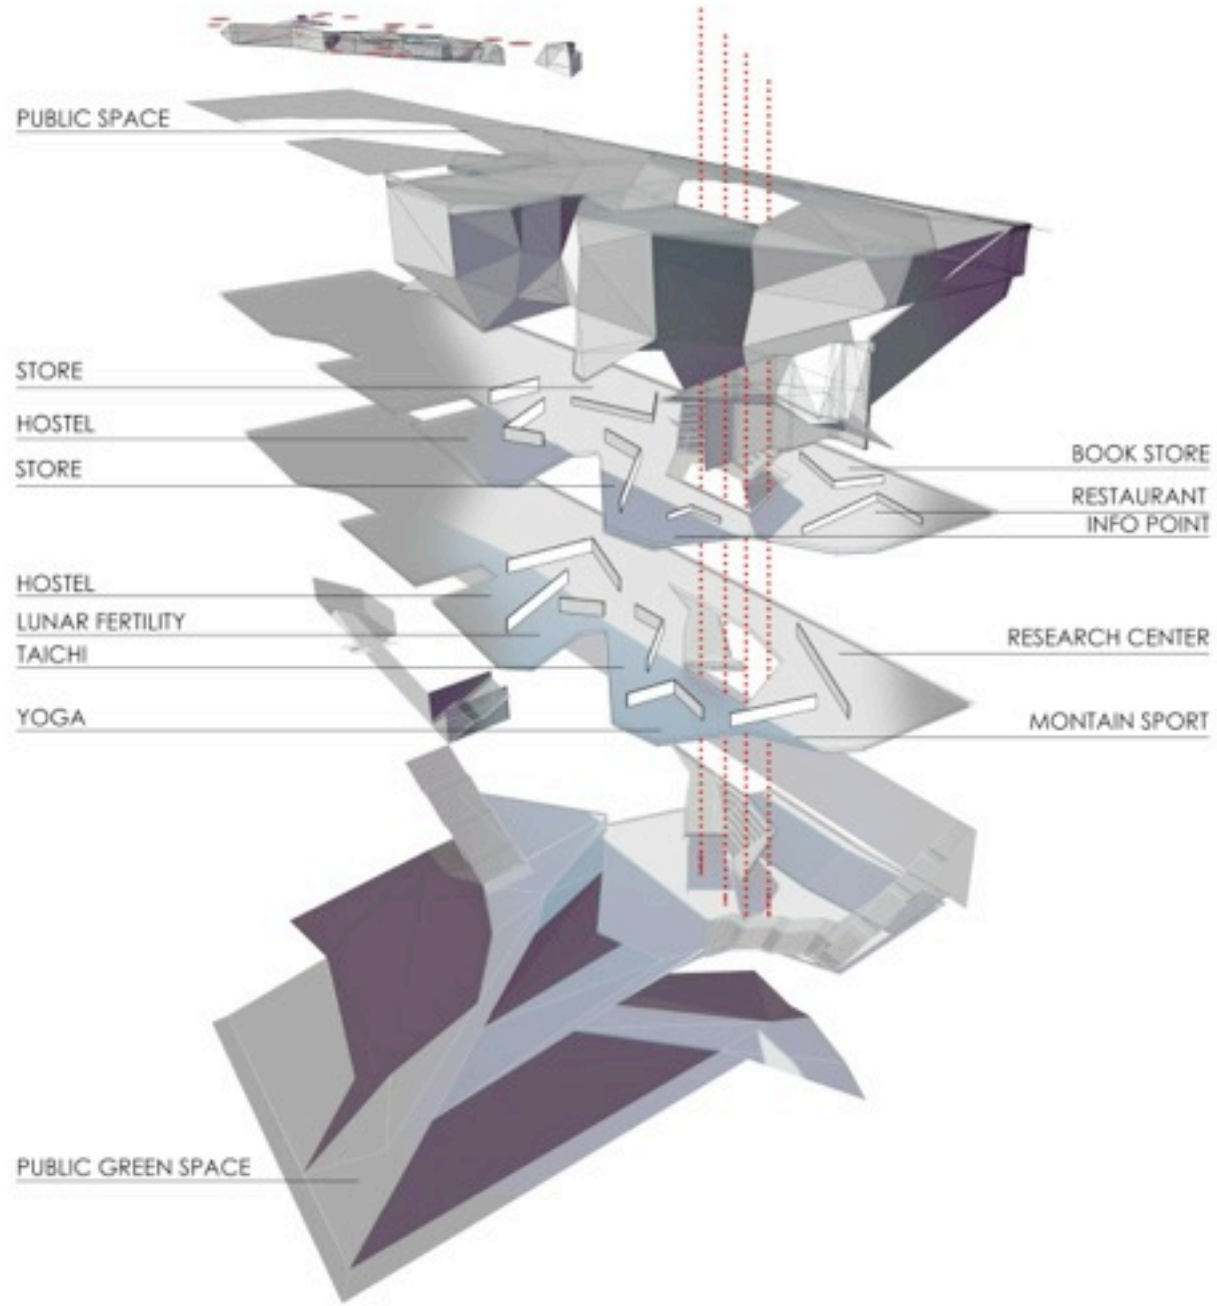 PUBLIC SPACE
STORE
HOSTEL
STORE
BOOK STORE
RESTAURANT
INFO POINT
HOSTEL
LUNAR FERTILITY
TAICHI
YOGA
RESEARCH CENTER
MONTAIN SPORT
PUBLIC GREEN SPACE